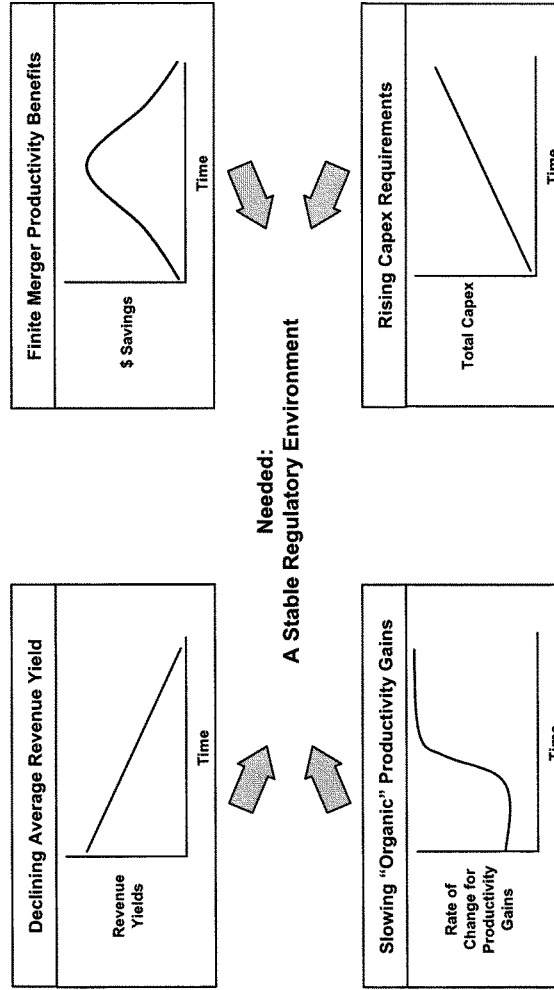 Declining Average Revenue Yield
Revenue
Yields
Time
Finite Merger Productivity Benefits
$ Savings
Time
Needed:
A Stable Regulatory Environment
Slowing "Organic" Productivity Gains
Rate of
Change for
Productivity
Gains
Time
Rising Capex Requirements
Total Capex
Time